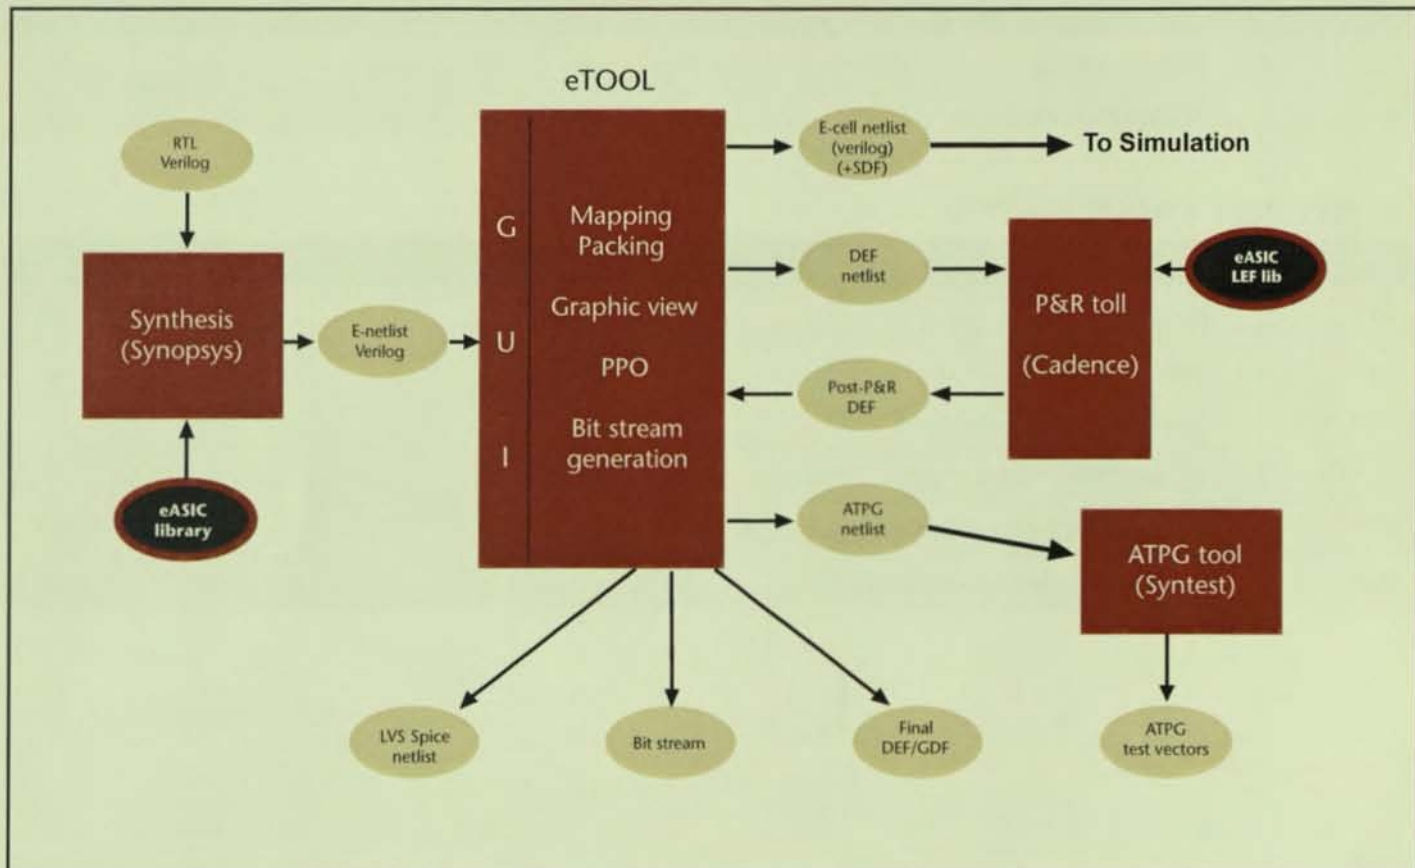 eTOOL
RTL
Verilog
Synthesis
(Synopsys)
eASIC
library
E-netlist
Verilog
G
U
I
Mapping
Packing
Graphic view
PPO
Bit stream
generation
E-cell netlist
(verilog)
(+SDF)
To Simulation
DEF
netlist
P&R toll
(Cadence)
eASIC
LEF lib
Post-P&R
DEF
ATPG
netlist
ATPG tool
(Syntest)
LVS Spice
netlist
Bit stream
Final
DEF/GDF
ATPG
test vectors